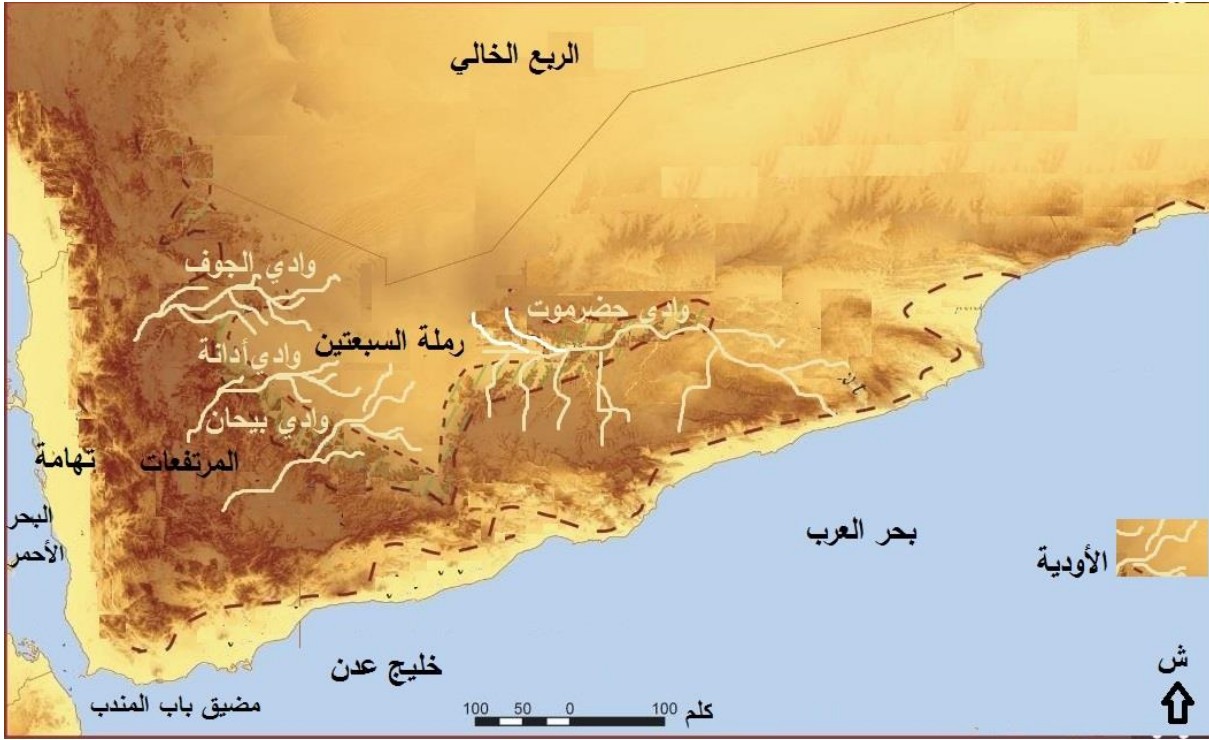 الربع الخالي
وادي الجوف
وادي حضرموت
رملة السبعتين
وادي أدانة
وادي بيحان
تهامة
المرتفعات
البحر
الأحمر
بحر العرب
الأودية
خليج عدن
ش
مضيق باب المندب
100 50 0 100 كلم